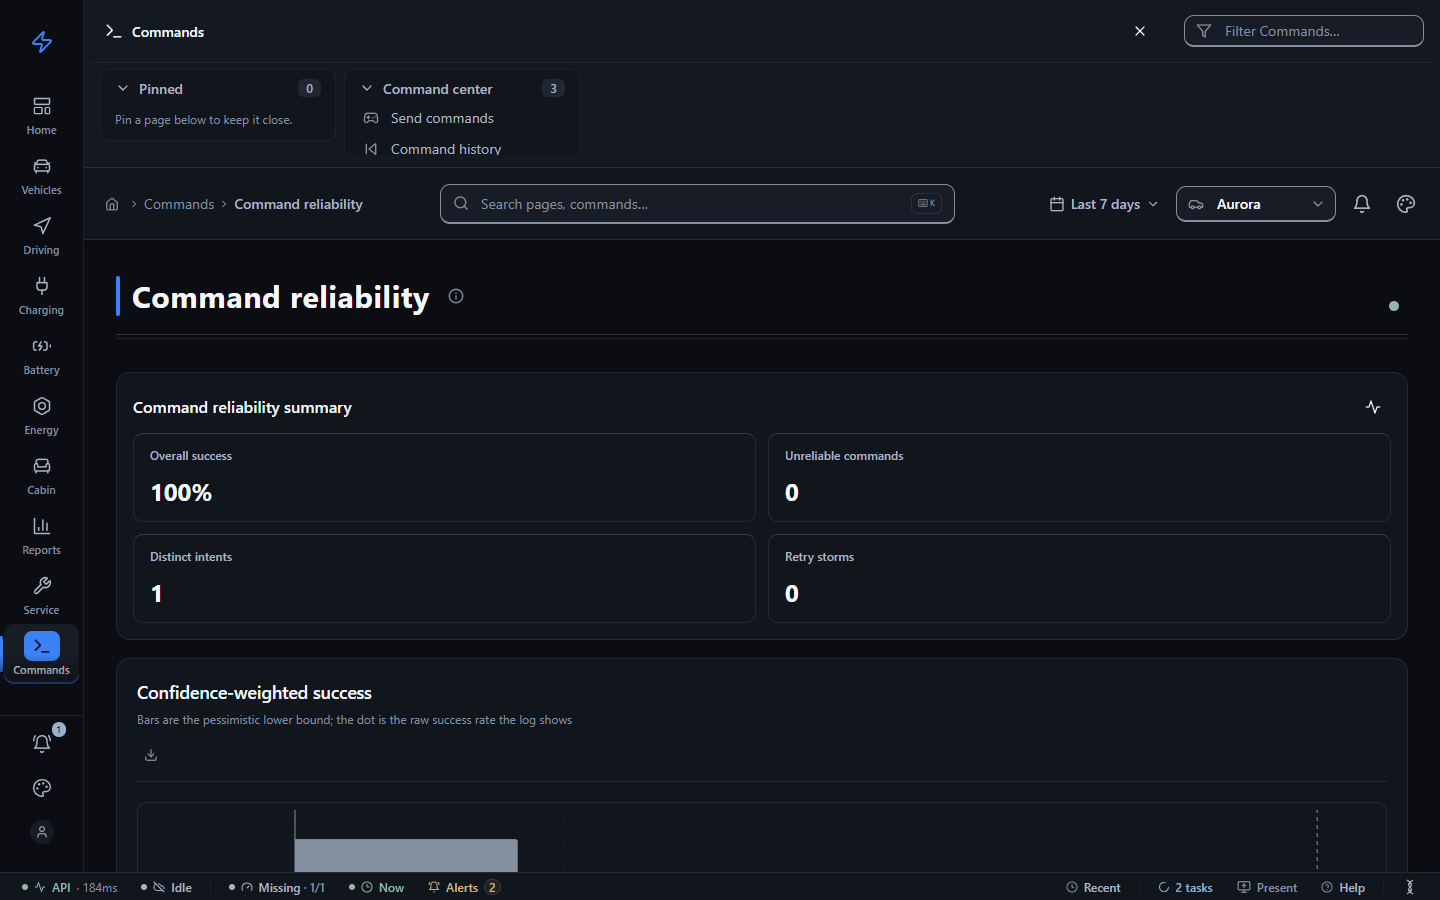 Commands
Filter Commands...
Pinned
0
Pin a page below to keep it close.
Command center
3
Send commands
Command history
Home
Vehicles
Driving
Charging
Battery
Energy
Cabin
Reports
Service
Commands
1
Commands
Command reliability
Search pages, commands...
K
Last 7 days
Aurora
Command reliability
Command reliability summary
Overall success
100%
Unreliable commands
0
Distinct intents
1
Retry storms
0
Confidence-weighted success
Bars are the pessimistic lower bound; the dot is the raw success rate the log shows
API · 184ms
Idle
Missing · 1/1
Now
Alerts 2
Recent
2 tasks
Present
Help